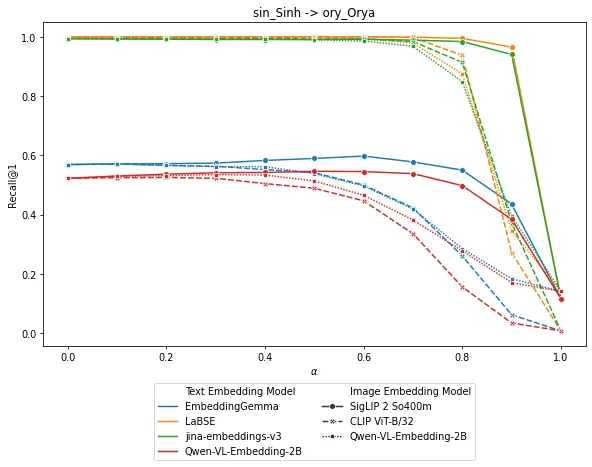 sin_Sinh -> ory_Orya
Recall@1
1.0
0.8
0.6
0.4
0.2
0.0
0.0 0.2 0.4 0.6 0.8 1.0
α
Text Embedding Model
EmbeddingGemma
LaBSE
jina-embeddings-v3
Qwen-VL-Embedding-2B
Image Embedding Model
SigLIP 2 So400m
CLIP ViT-B/32
Qwen-VL-Embedding-2B